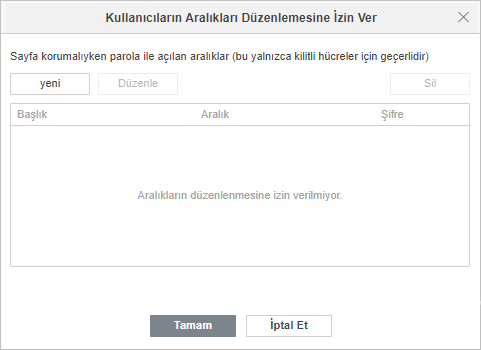 Kullanıcıların Aralıkları Düzenlemesine İzin Ver
Sayfa korumalıyken parola ile açılan aralıklar (bu yalnızca kilitli hücreler için geçerlidir)
yeni Düzenle Sil
Başlık Aralık Şifre
Aralıkların düzenlenmesine izin verilmiyor.
Tamam İptal Et